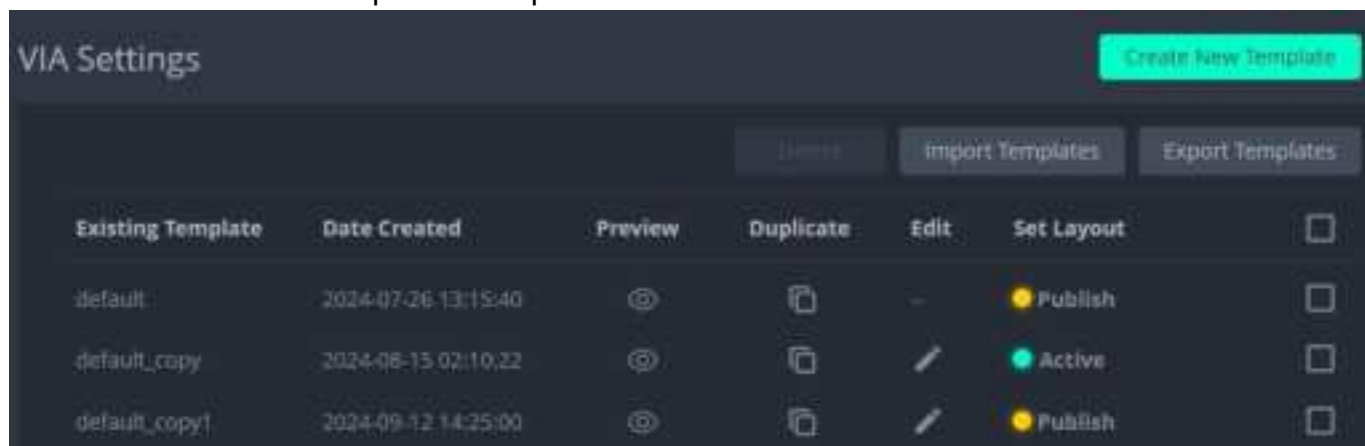 VIA Settings
Create New Template
Import Templates Export Templates
Existing Template Date Created Preview Duplicate Edit Set Layout
default 2024-07-26 13:15:40 - Publish
default_copy 2024-08-15 02:10:22 Active
default_copy1 2024-09-12 14:25:00 Publish